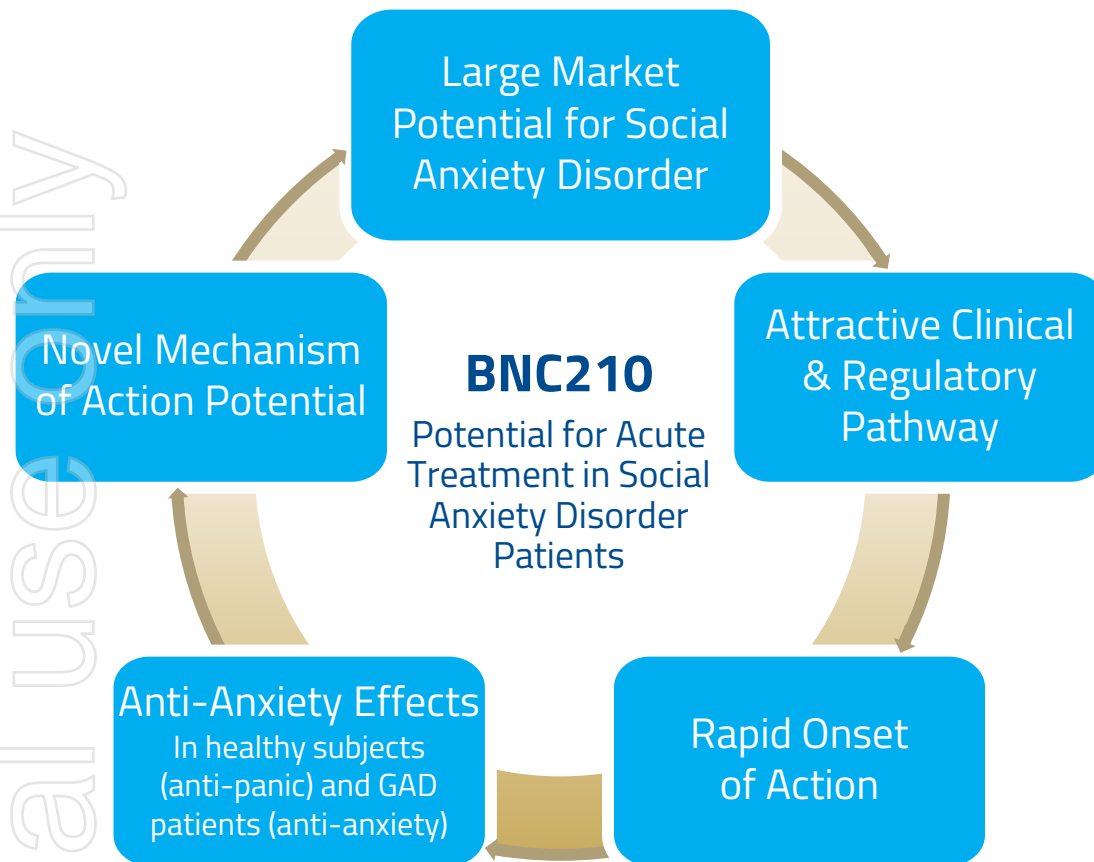 Large Market
Potential for Social
Anxiety Disorder
Attractive Clinical
& Regulatory
Pathway
Rapid Onset
of Action
Anti-Anxiety Effects
In healthy subjects
(anti-panic) and GAD
patients (anti-anxiety)
Novel Mechanism
of Action Potential
BNC210
Potential for Acute
Treatment in Social
Anxiety Disorder
Patients
al use only